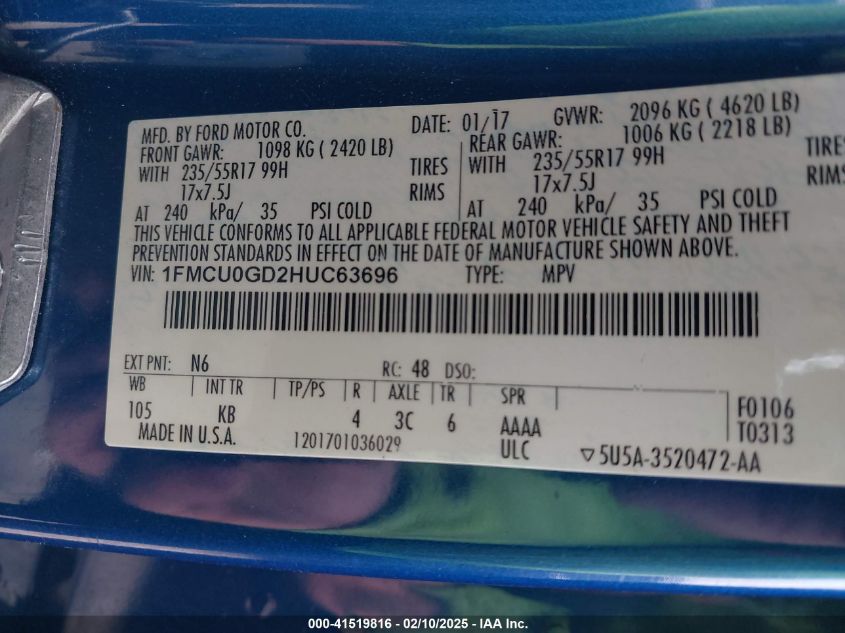 MFD. BY FORD MOTOR CO. DATE: 01/17 GVWR: 2096 KG ( 4620 LB)
FRONT GAWR: 1098 KG ( 2420 LB) REAR GAWR: 1006 KG ( 2218 LB)
WITH 235/55R17 99H TIRES WITH 235/55R17 99H TIRES
17x7.5J RIMS 17x7.5J RIMS
AT 240 kPa/ 35 PSI COLD AT 240 kPa/ 35 PSI COLD
THIS VEHICLE CONFORMS TO ALL APPLICABLE FEDERAL MOTOR VEHICLE SAFETY AND THEFT
PREVENTION STANDARDS IN EFFECT ON THE DATE OF MANUFACTURE SHOWN ABOVE.
VIN: 1FMCU0GD2HUC63696 TYPE: MPV
EXT PNT: N6 RC: 48 DSO:
WB INT TR TP/PS R AXLE TR SPR
105 KB 4 3C 6 AAAA F0106
MADE IN U.S.A. 1201701036029 ULC T0313
▽5U5A-3520472-AA
000-41519816 - 02/10/2025 - IAA Inc.